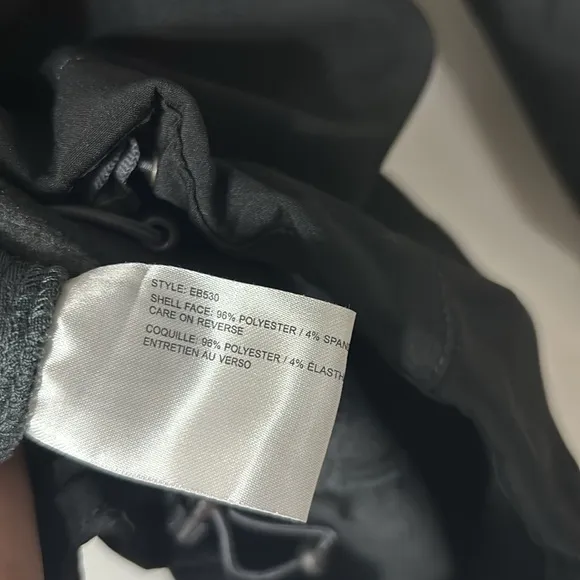 STYLE: EB530
SHELL FACE: 96% POLYESTER / 4% SPAN
CARE ON REVERSE
COQUILLE: 96% POLYESTER / 4% ÉLASTH
ENTRETIEN AU VERSO